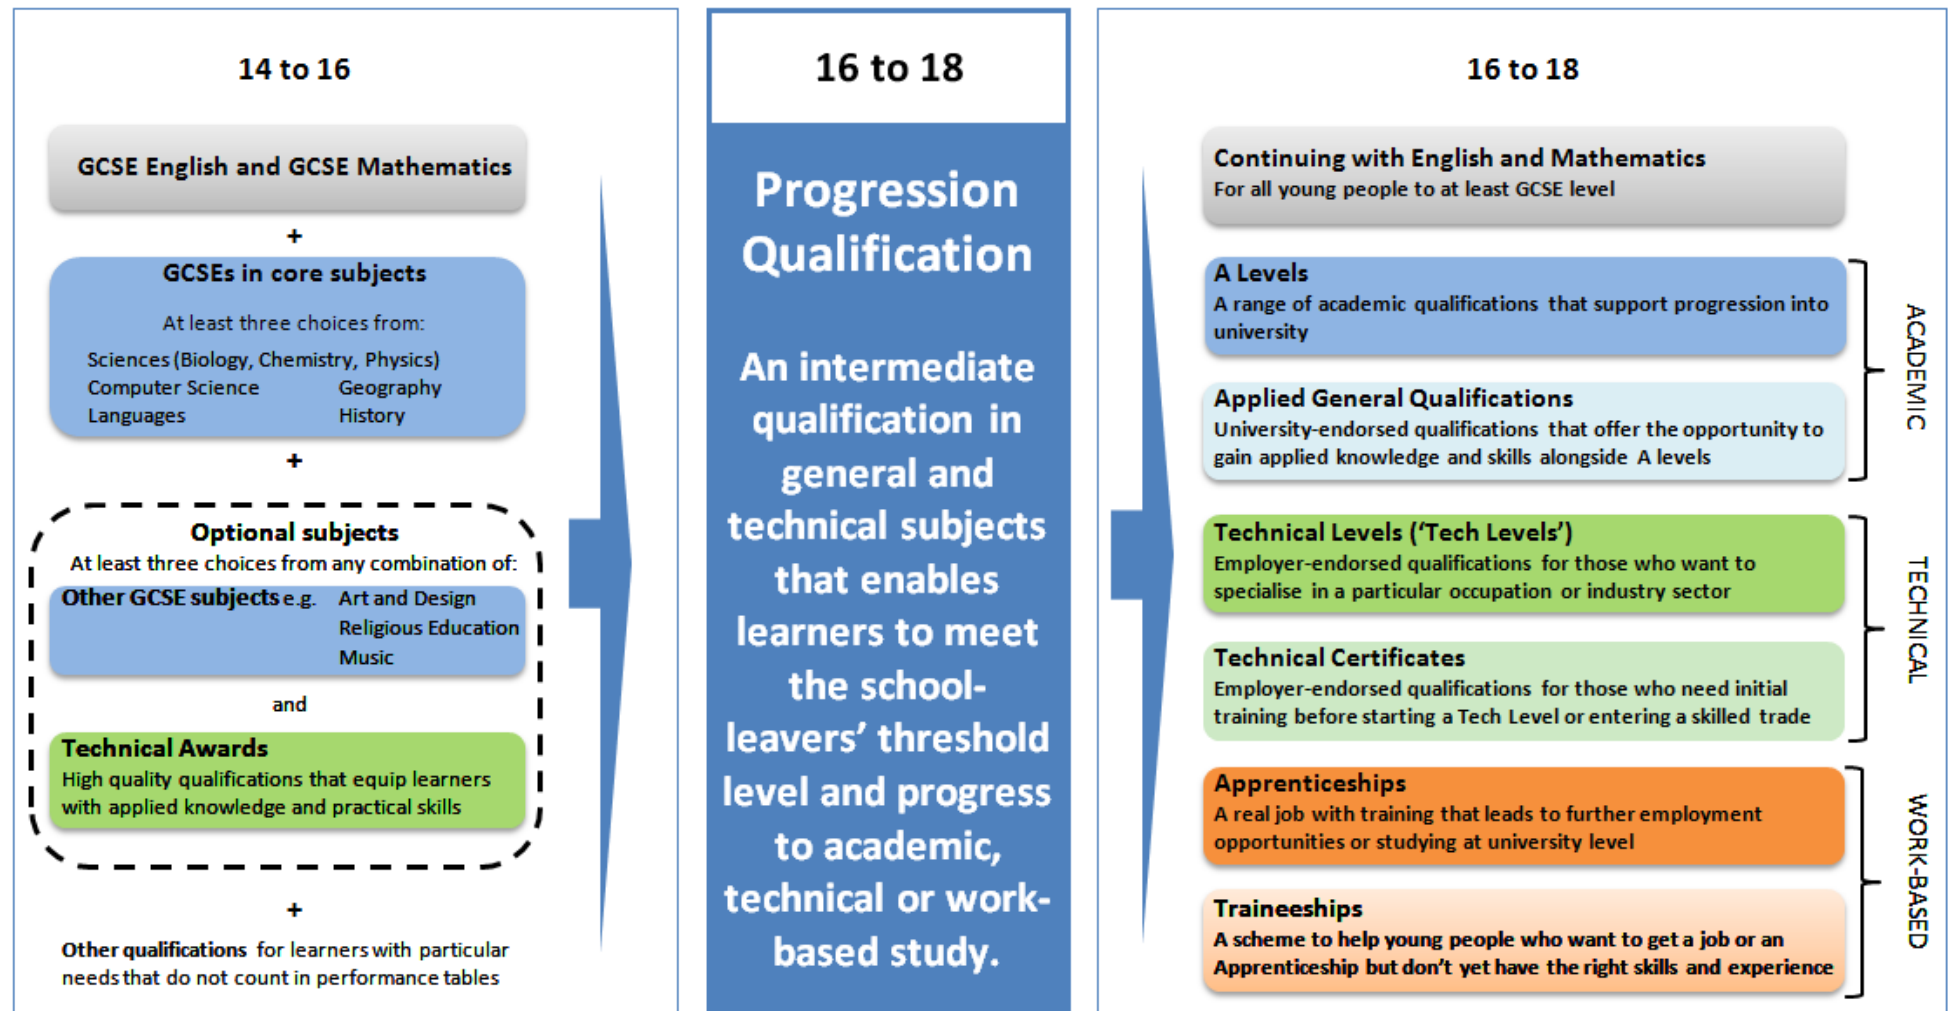 14 to 16
GCSE English and GCSE Mathematics
+
GCSEs in core subjects
At least three choices from:
Sciences (Biology, Chemistry, Physics)
Computer Science Geography
Languages History
+
Optional subjects
At least three choices from any combination of:
Other GCSE subjects e.g. Art and Design
Religious Education
Music
and
Technical Awards
High quality qualifications that equip learners
with applied knowledge and practical skills
+
Other qualifications for learners with particular
needs that do not count in performance tables
16 to 18
Progression
Qualification
An intermediate
qualification in
general and
technical subjects
that enables
learners to meet
the school-
leavers’ threshold
level and progress
to academic,
technical or work-
based study.
16 to 18
Continuing with English and Mathematics
For all young people to at least GCSE level
A Levels
A range of academic qualifications that support progression into
university
Applied General Qualifications
University-endorsed qualifications that offer the opportunity to
gain applied knowledge and skills alongside A levels
ACADEMIC
Technical Levels (‘Tech Levels’)
Employer-endorsed qualifications for those who want to
specialise in a particular occupation or industry sector
Technical Certificates
Employer-endorsed qualifications for those who need initial
training before starting a Tech Level or entering a skilled trade
TECHNICAL
Apprenticeships
A real job with training that leads to further employment
opportunities or studying at university level
Traineeships
A scheme to help young people who want to get a job or an
Apprenticeship but don’t yet have the right skills and experience
WORK-BASED